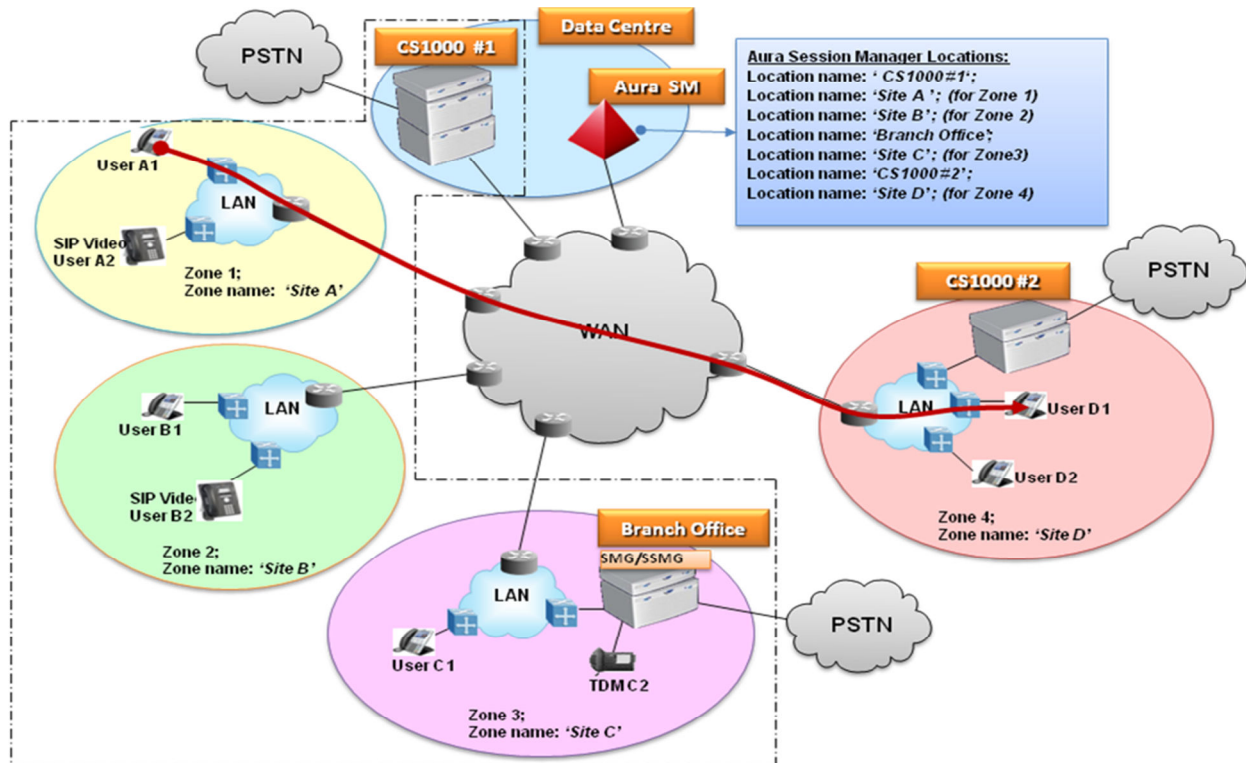 PSTN
CS1000 #1
Data Centre
Aura SM
Aura Session Manager Locations:
Location name: ‘ CS1000#1‘;
Location name: ‘Site A ’; (for Zone 1)
Location name: ‘Site B’; (for Zone 2)
Location name: ‘Branch Office’;
Location name: ‘Site C’; (for Zone3)
Location name: ‘CS1000#2’;
Location name: ‘Site D’; (for Zone 4)
User A1
LAN
SIP Video
User A2
Zone 1;
Zone name: ‘Site A’
WAN
CS1000 #2
PSTN
LAN
User D1
User D2
Zone 4;
Zone name: ‘Site D’
LAN
User B1
SIP Video
User B2
Zone 2;
Zone name: ‘Site B’
Branch Office
SMG/SSMG
LAN
User C1
TDM C2
PSTN
Zone 3;
Zone name: ‘Site C’